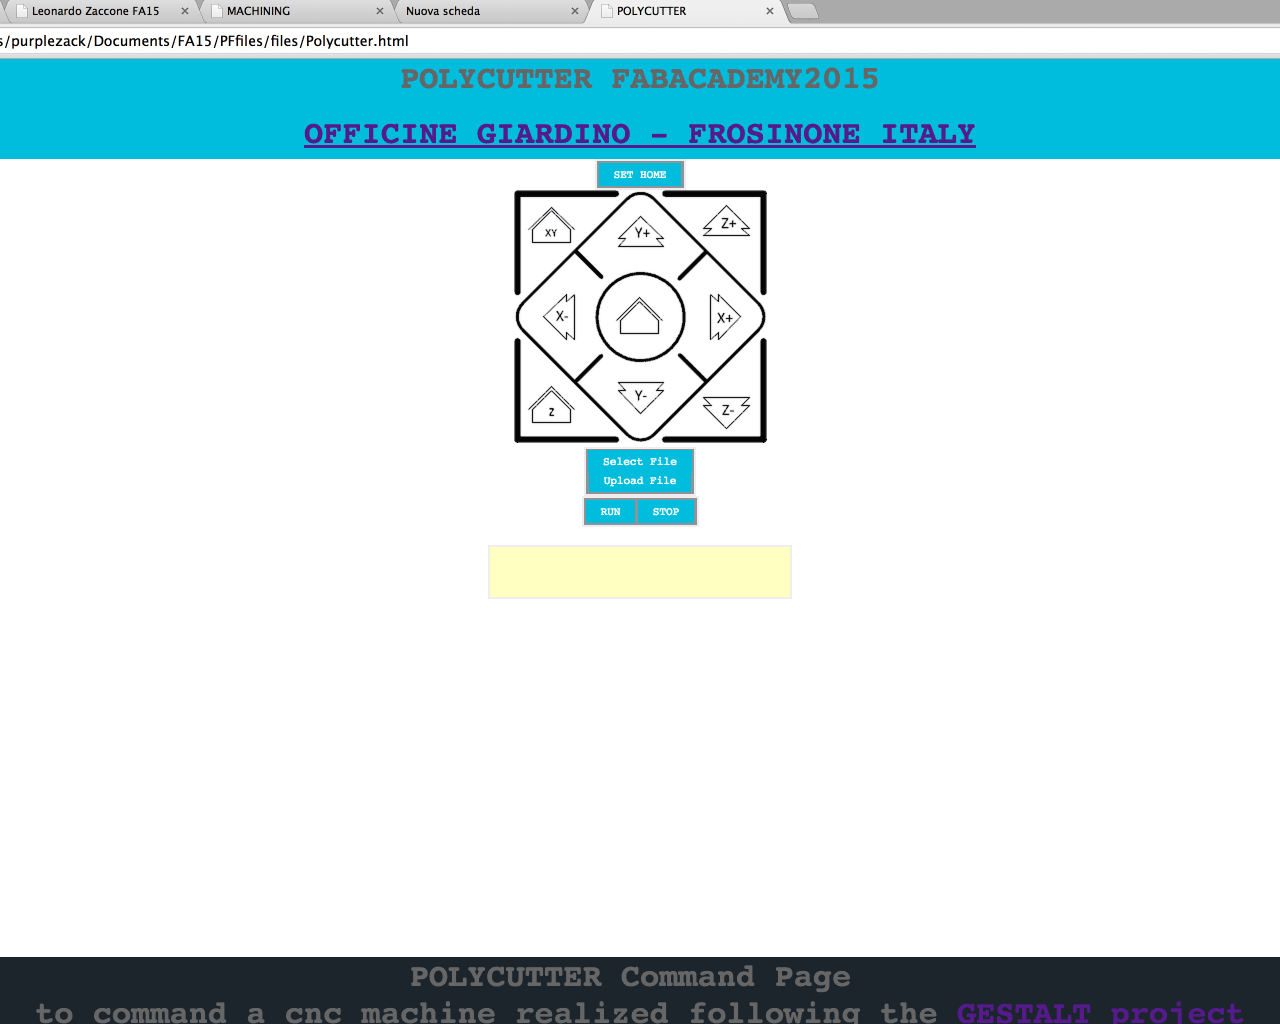 Leonardo Zaccone FA15
MACHINING
Nuova scheda
POLYCUTTER
s/purplezack/Documents/FA15/PFfiles/files/Polycutter.html
POLYCUTTER FABACADEMY2015
OFFICINE GIARDINO - FROSINONE ITALY
SET HOME
XY
Y+
Z+
X-
X+
Z
Y-
Z-
Select File
Upload File
RUN
STOP
POLYCUTTER Command Page
to command a cnc machine realized following the GESTALT project